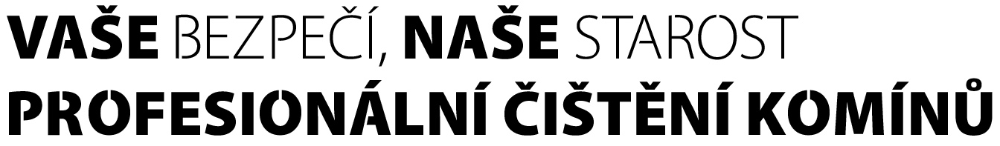 VAŠE BEZPEČÍ, NAŠE STAROST
PROFESIONÁLNÍ ČIŠTĚNÍ KOMÍNŮ